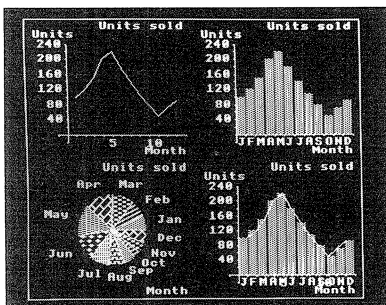 Units sold
Units
240
200
160
120
80
40
5 10
Month
Units sold
Units
240
200
160
120
80
40
JFMAMJJASOND
Month
Units sold
Apr Mar
Feb
May
Jan
Dec
Jun
Nov
Oct
Jul
Sep
Aug
Month
Units sold
Units
240
200
160
120
80
40
Month